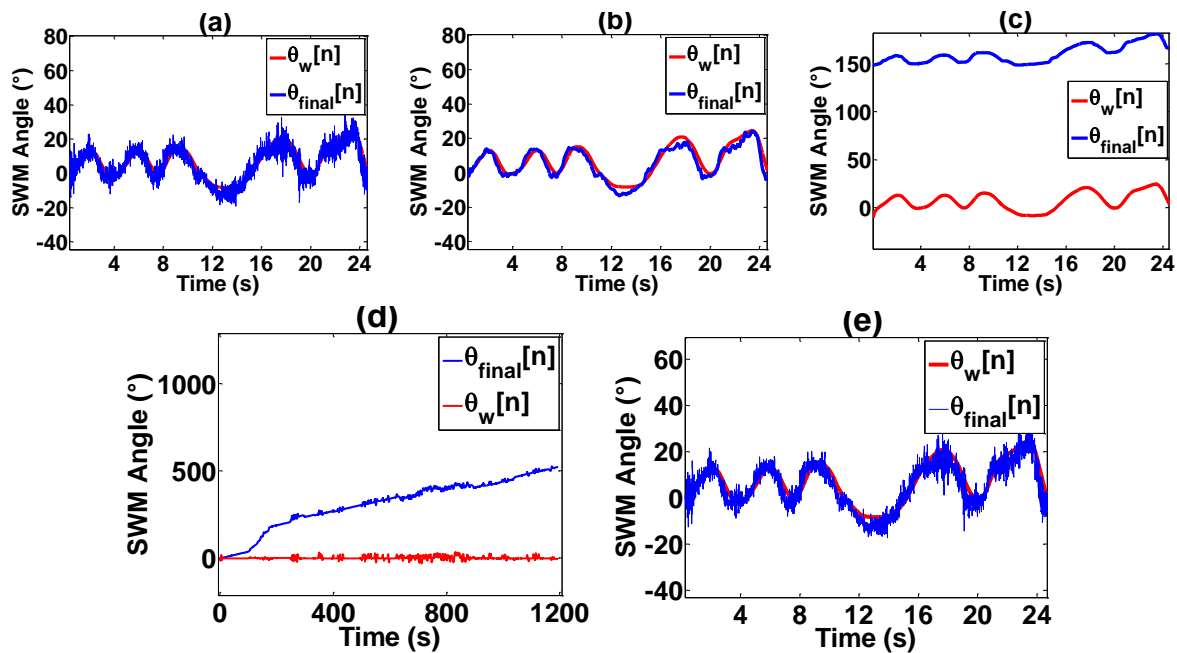 (a)
80
60
40
20
0
-20
-40
4 8 12 16 20 24
SWM Angle (°)
Time (s)
θw[n]
θfinal[n]
(b)
80
60
40
20
0
-20
-40
4 8 12 16 20 24
SWM Angle (°)
Time (s)
θw[n]
θfinal[n]
(c)
150
100
50
0
4 8 12 16 20 24
SWM Angle (°)
Time (s)
θw[n]
θfinal[n]
(d)
1000
500
0
0 400 800 1200
SWM Angle (°)
Time (s)
θfinal[n]
θw[n]
(e)
60
40
20
0
-20
-40
4 8 12 16 20 24
SWM Angle (°)
Time (s)
θw[n]
θfinal[n]